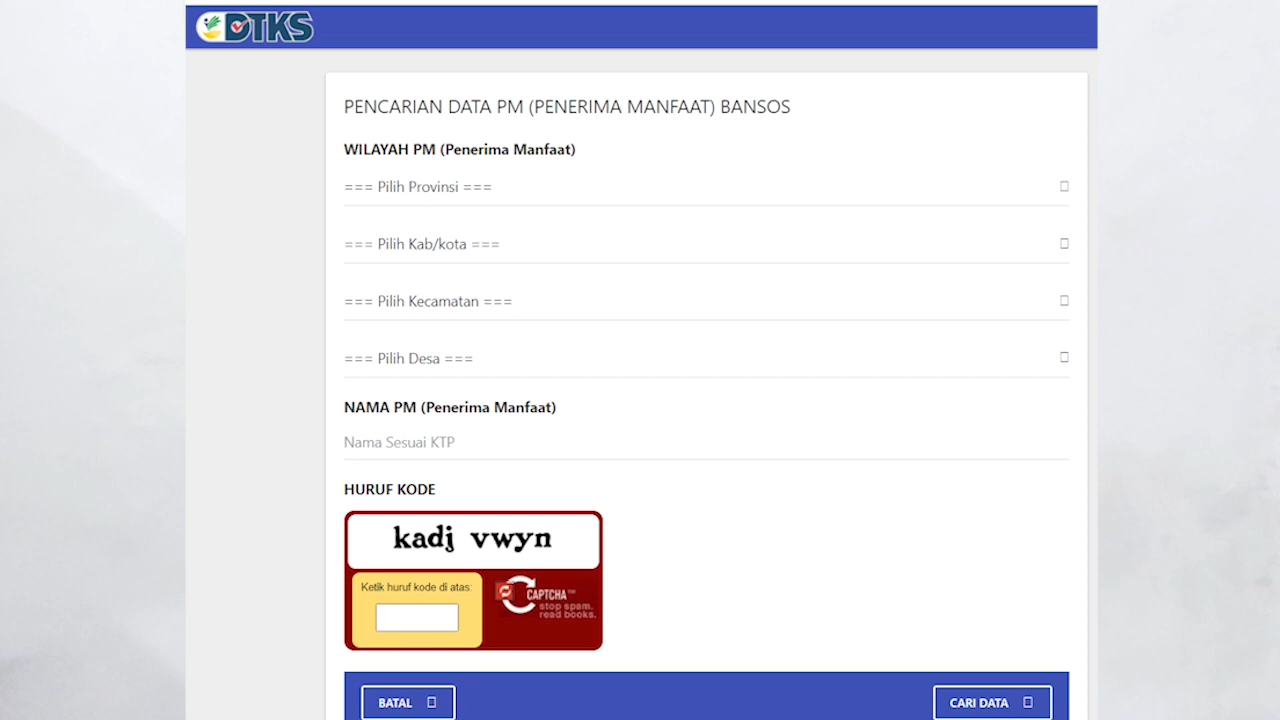 DTKS
PENCARIAN DATA PM (PENERIMA MANFAAT) BANSOS
WILAYAH PM (Penerima Manfaat)
=== Pilih Provinsi ===
=== Pilih Kab/kota ===
=== Pilih Kecamatan ===
=== Pilih Desa ===
NAMA PM (Penerima Manfaat)
Nama Sesuai KTP
HURUF KODE
kadj vwyn
Ketik huruf kode di atas:
CAPTCHA™
stop spam.
read books.
BATAL
CARI DATA